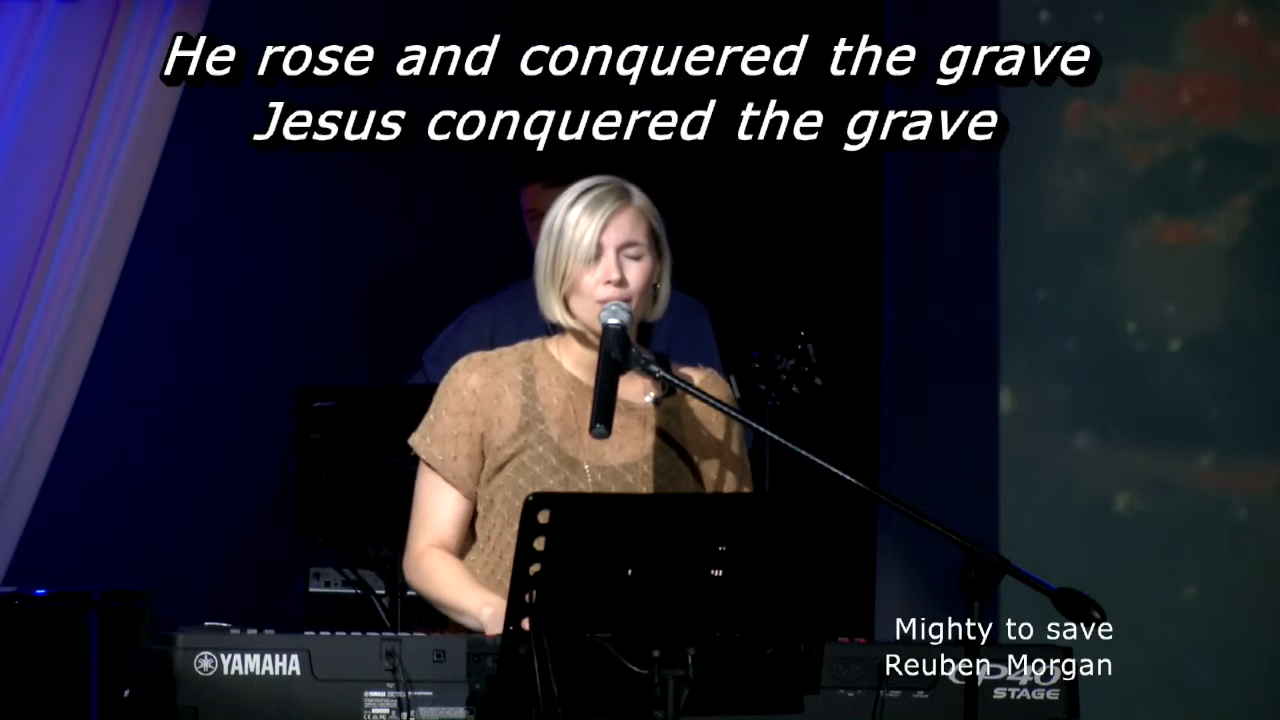 He rose and conquered the grave
Jesus conquered the grave
Mighty to save
Reuben Morgan
YAMAHA
CP40
STAGE